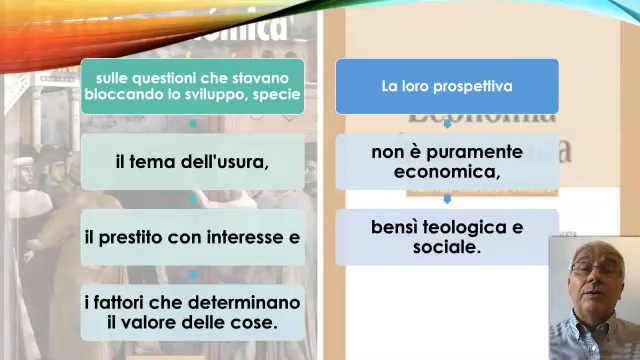 sulle questioni che stavano
bloccando lo sviluppo, specie
il tema dell'usura,
il prestito con interesse e
i fattori che determinano
il valore delle cose.
La loro prospettiva
non è puramente
economica,
bensì teologica e
sociale.